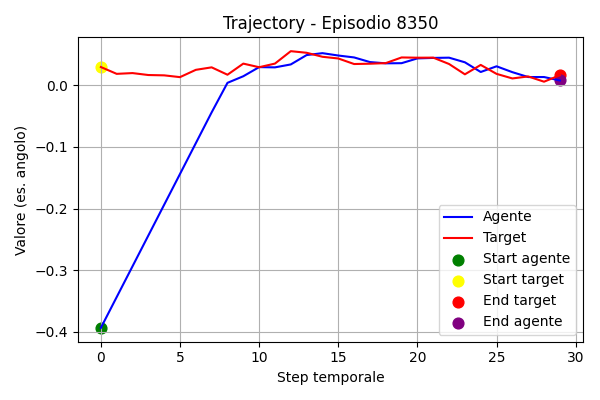 Trajectory - Episodio 8350
Valore (es. angolo)
0.0
−0.1
−0.2
−0.3
−0.4
0 5 10 15 20 25 30
Step temporale
Agente
Target
Start agente
Start target
End target
End agente